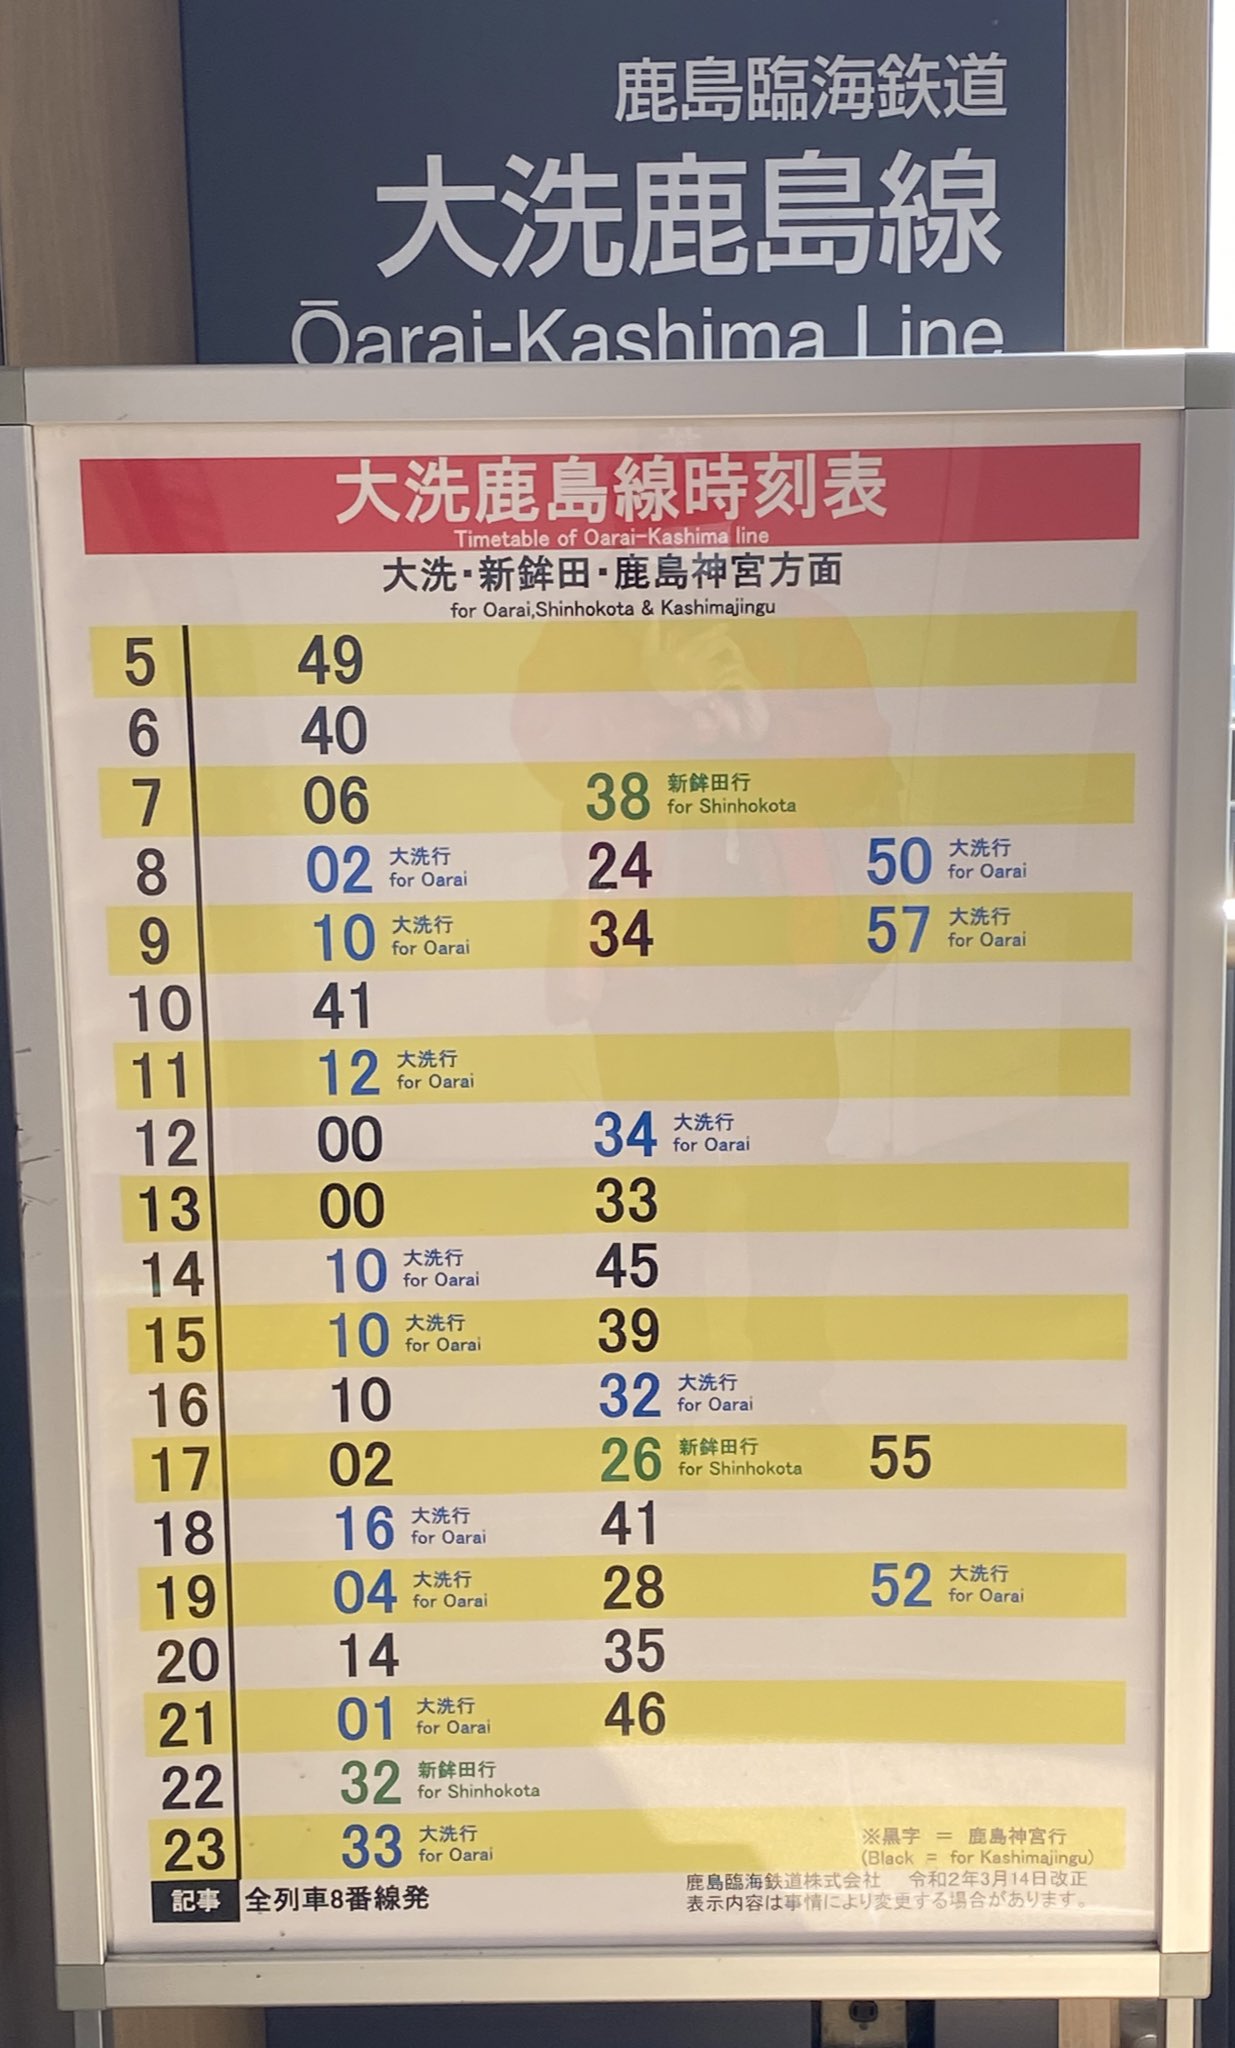 鹿島臨海鉄道
大洗鹿島線
Ōarai-Kashima Line
大洗鹿島線時刻表
Timetable of Oarai-Kashima line
大洗・新鉾田・鹿島神宮方面
for Oarai,Shinhokota & Kashimajingu
5 49
6 40
7 06 38 新鉾田行 for Shinhokota
8 02 大洗行 for Oarai 24 50 大洗行 for Oarai
9 10 大洗行 for Oarai 34 57 大洗行 for Oarai
10 41
11 12 大洗行 for Oarai
12 00 34 大洗行 for Oarai
13 00 33
14 10 大洗行 for Oarai 45
15 10 大洗行 for Oarai 39
16 10 32 大洗行 for Oarai
17 02 26 新鉾田行 for Shinhokota 55
18 16 大洗行 for Oarai 41
19 04 大洗行 for Oarai 28 52 大洗行 for Oarai
20 14 35
21 01 大洗行 for Oarai 46
22 32 新鉾田行 for Shinhokota
23 33 大洗行 for Oarai
※黒字 = 鹿島神宮行
(Black = for Kashimajingu)
記事 全列車8番線発
鹿島臨海鉄道株式会社 令和2年3月14日改正
表示内容は事情により変更する場合があります。